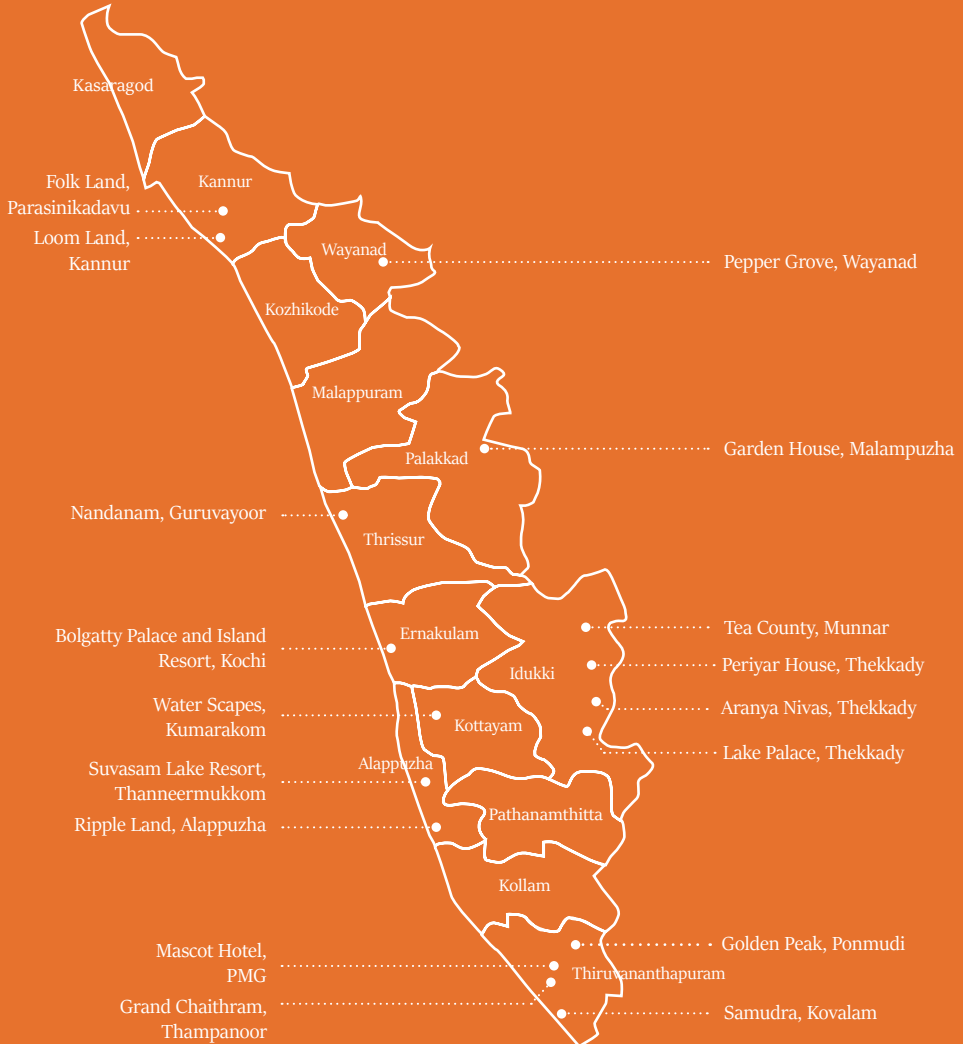 Kasaragod
Folk Land,
Parasinikadavu
Kannur
Loom Land,
Kannur
Wayanad
Pepper Grove, Wayanad
Kozhikode
Malappuram
Palakkad
Garden House, Malampuzha
Nandanam, Guruvayoor
Thrissur
Bolgatty Palace and Island
Resort, Kochi
Ernakulam
Tea County, Munnar
Idukki
Periyar House, Thekkady
Water Scapes,
Kumarakom
Kottayam
Aranya Nivas, Thekkady
Lake Palace, Thekkady
Alappuzha
Suvasam Lake Resort,
Thanneermukkom
Pathanamthitta
Ripple Land, Alappuzha
Kollam
Mascot Hotel,
PMG
Golden Peak, Ponmudi
Thiruvananthapuram
Grand Chaithram,
Thampanoor
Samudra, Kovalam